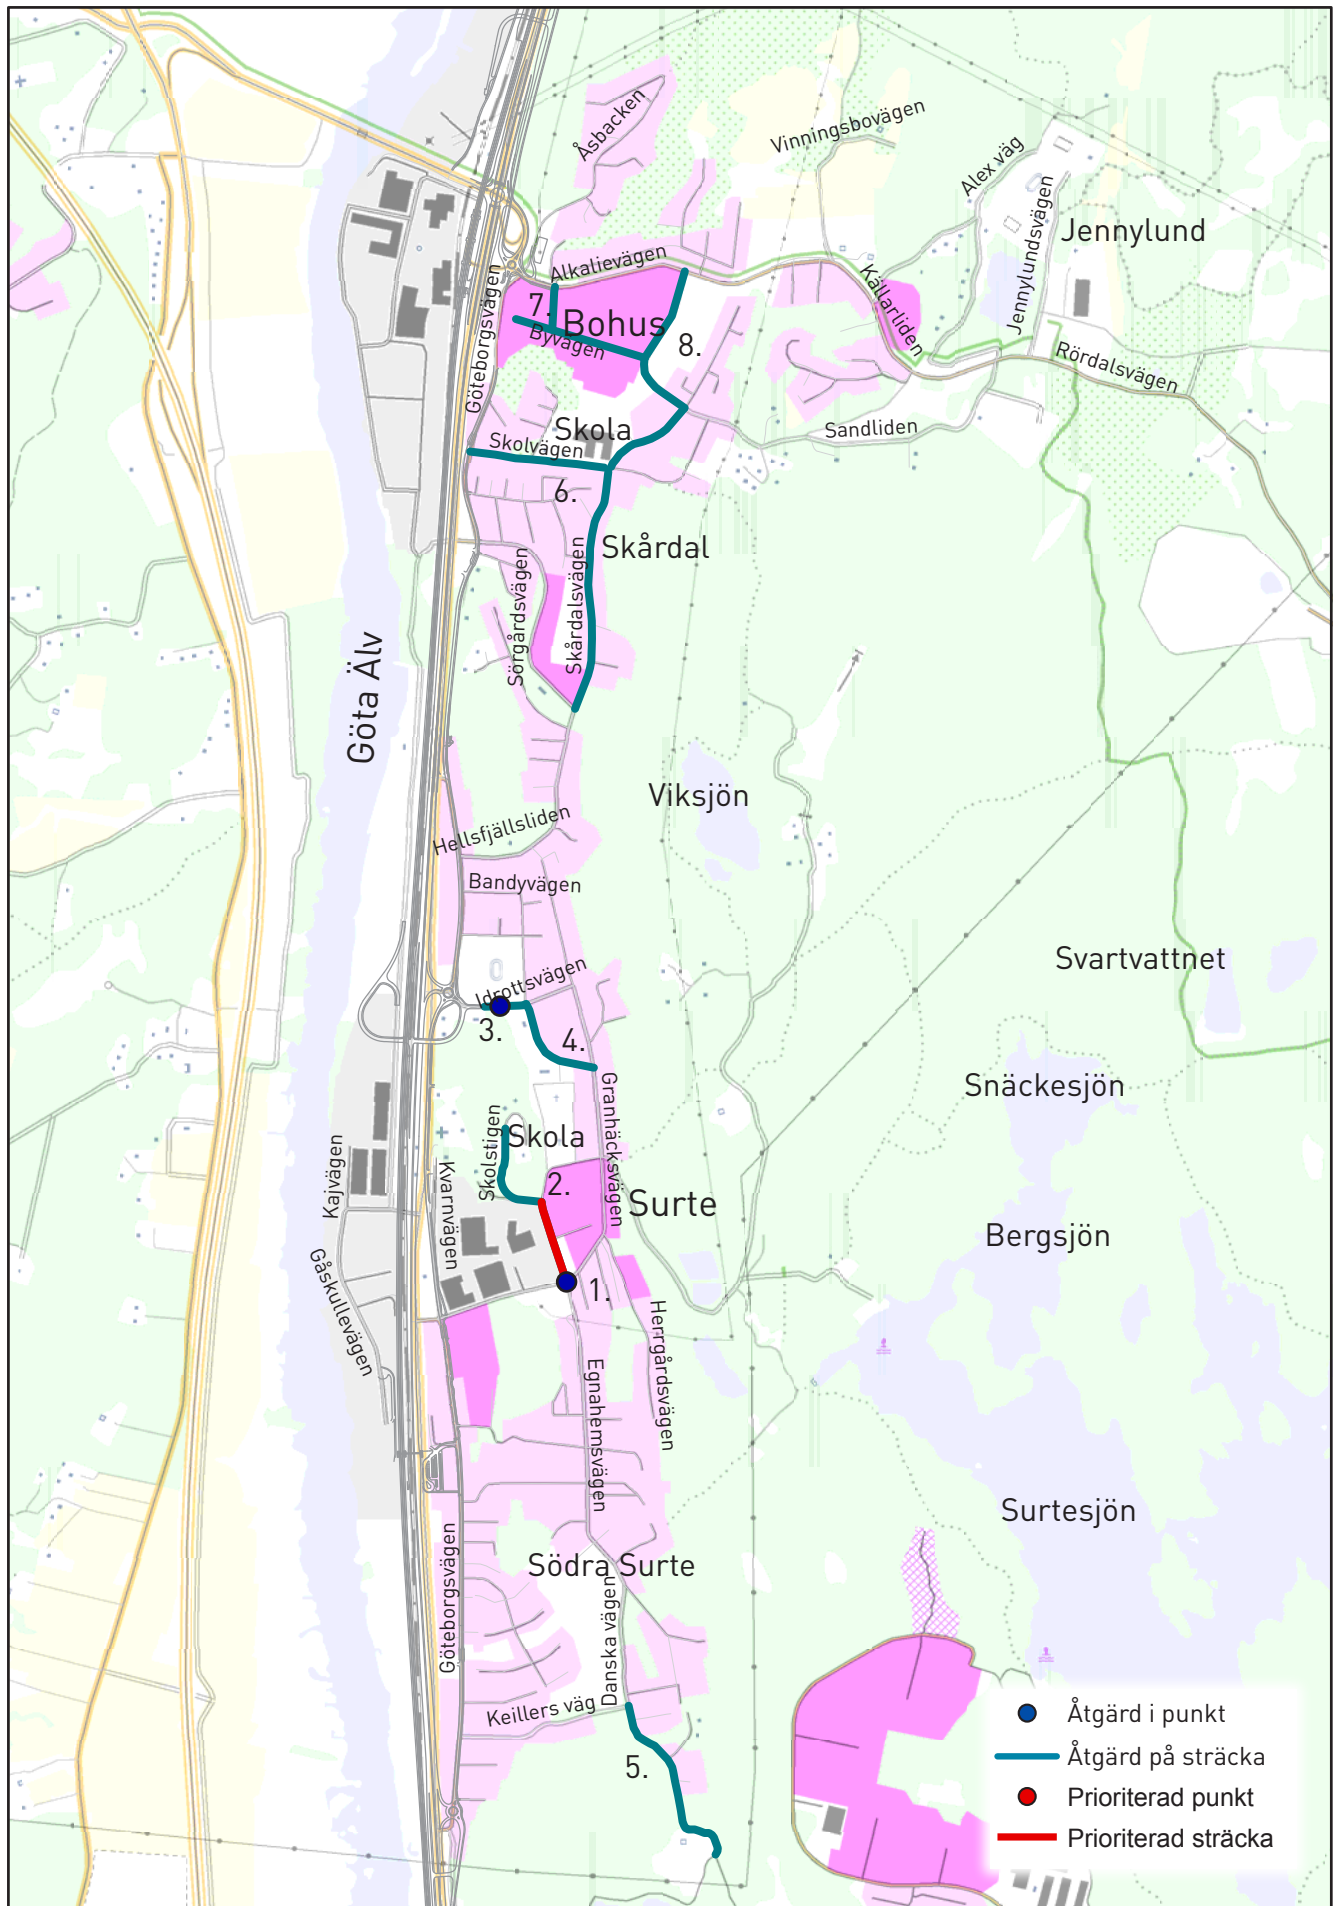 Åsbacken
Vinningsbovägen
Alex väg
Jennylundsvägen
Jennylund
Alkalievägen
Källarliden
Göteborgsvägen
7.
Bohus
Byvägen
8.
Rördalsvägen
Skola
Skolvägen
Sandliden
6.
Skårdal
Sörgårdsvägen
Skårdalsvägen
Göta Älv
Viksjön
Hellsfjällsliden
Bandyvägen
Svartvattnet
Idrottsvägen
3.
4.
Snäckesjön
Granhäcksvägen
Skolstigen
Skola
Kajvägen
Kvarnvägen
2.
Surte
Bergsjön
Gåskullevägen
1.
Herrgårdsvägen
Egnahemsvägen
Surtesjön
Göteborgsvägen
Södra Surte
Danska vägen
Keillers väg
5.
Åtgärd i punkt
Åtgärd på sträcka
Prioriterad punkt
Prioriterad sträcka